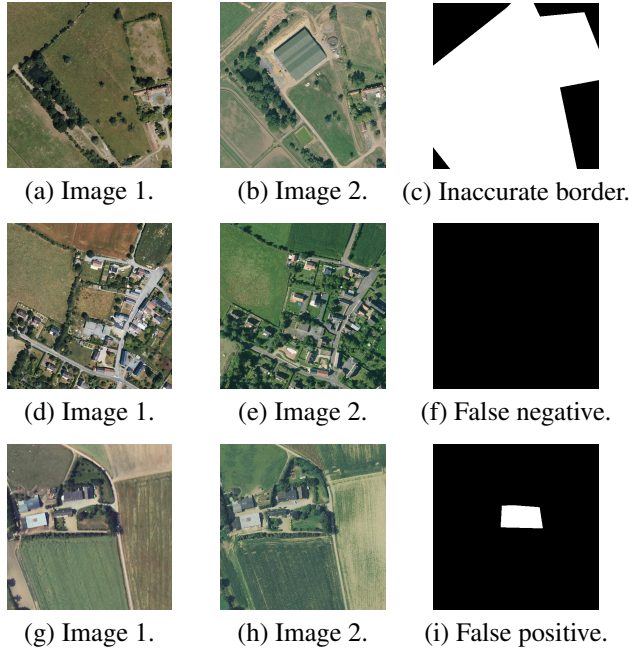 (a) Image 1.
(b) Image 2.
(c) Inaccurate border.
(d) Image 1.
(e) Image 2.
(f) False negative.
(g) Image 1.
(h) Image 2.
(i) False positive.